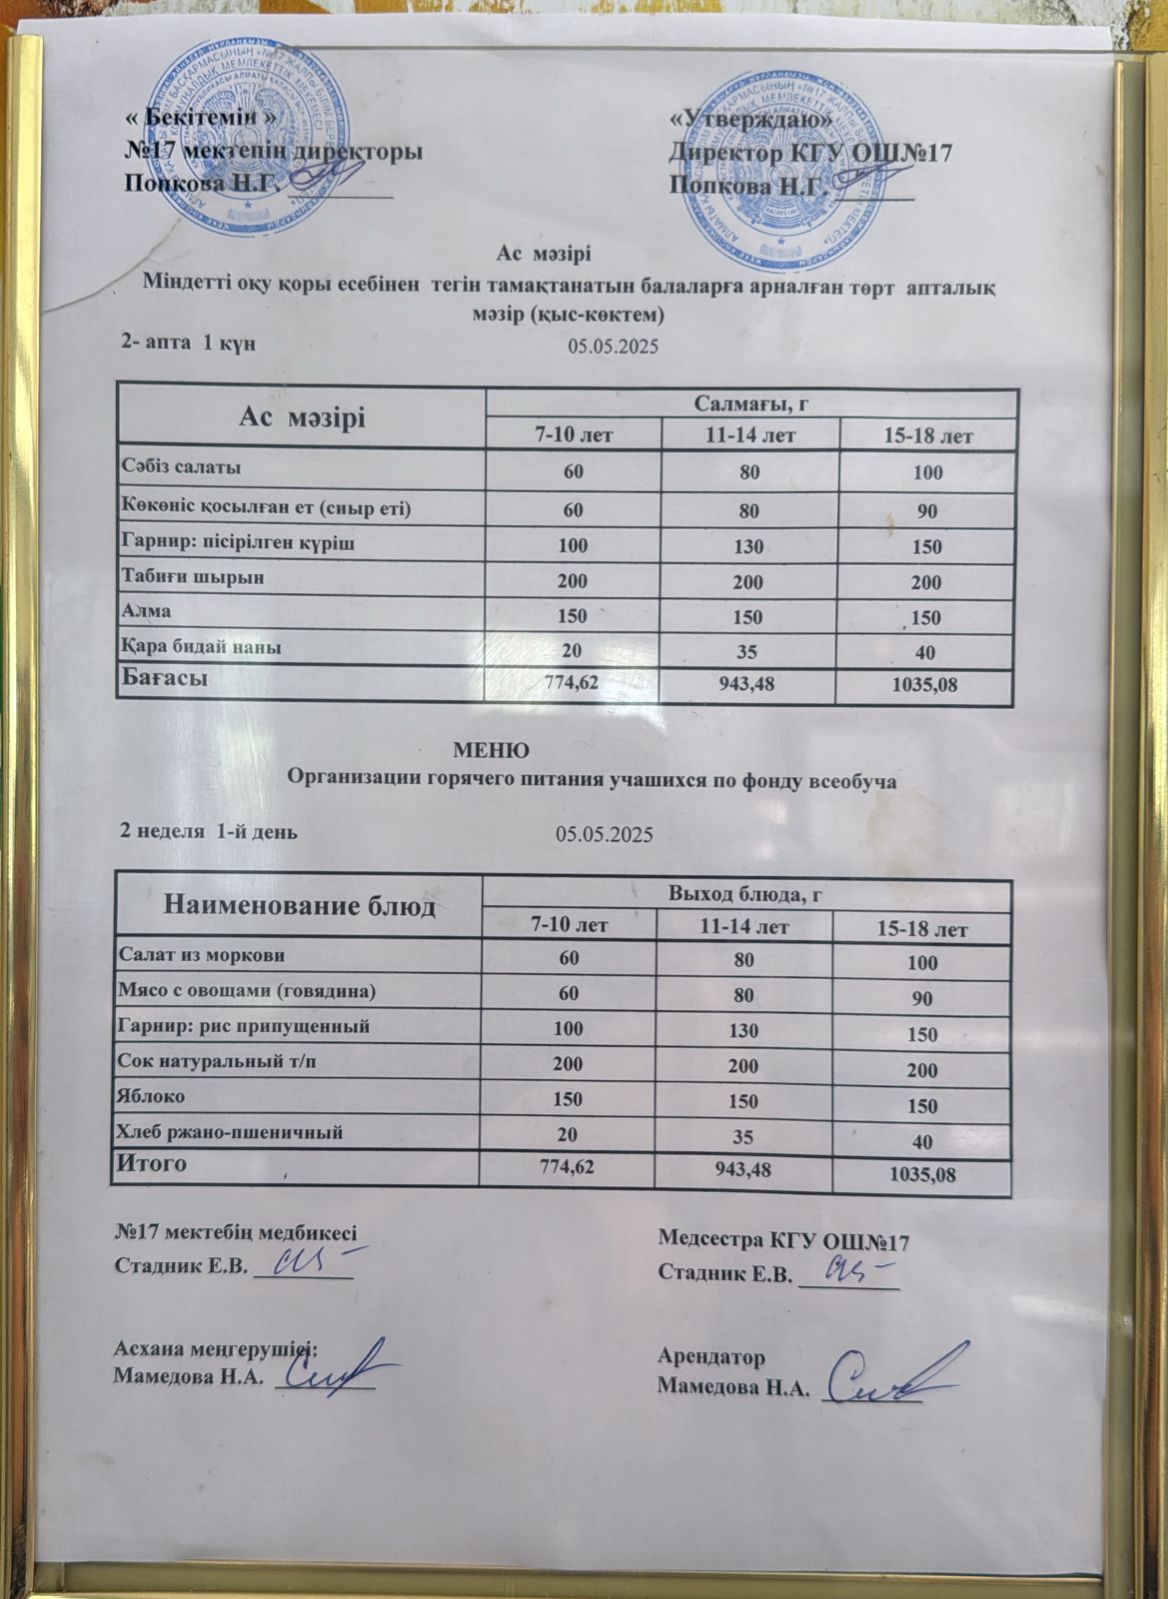 « Бекітемін »
№17 мектепің директоры
Попкова Н.Г.
«Утверждаю»
Директор КГУ ОШ№17
Попкова Н.Г.
Ас мәзірі
Міндетті оқу қоры есебінен тегін тамақтанатын балаларға арналған төрт апталық
мәзір (қыс-көктем)
2- апта 1 күн 05.05.2025
Ас мәзірі Салмағы, г
7-10 лет 11-14 лет 15-18 лет
Сәбіз салаты 60 80 100
Көкөніс қосылған ет (сиыр еті) 60 80 90
Гарнир: пісірілген күріш 100 130 150
Табиғи шырын 200 200 200
Алма 150 150 150
Қара бидай наны 20 35 40
Бағасы 774,62 943,48 1035,08
МЕНЮ
Организации горячего питания учашихся по фонду всеобуча
2 неделя 1-й день 05.05.2025
Наименование блюд Выход блюда, г
7-10 лет 11-14 лет 15-18 лет
Салат из моркови 60 80 100
Мясо с овощами (говядина) 60 80 90
Гарнир: рис припущенный 100 130 150
Сок натуральный т/п 200 200 200
Яблоко 150 150 150
Хлеб ржано-пшеничный 20 35 40
Итого 774,62 943,48 1035,08
№17 мектебің медбикесі
Стадник Е.В.
Медсестра КГУ ОШ№17
Стадник Е.В.
Асхана меңгерушісі:
Мамедова Н.А.
Арендатор
Мамедова Н.А.